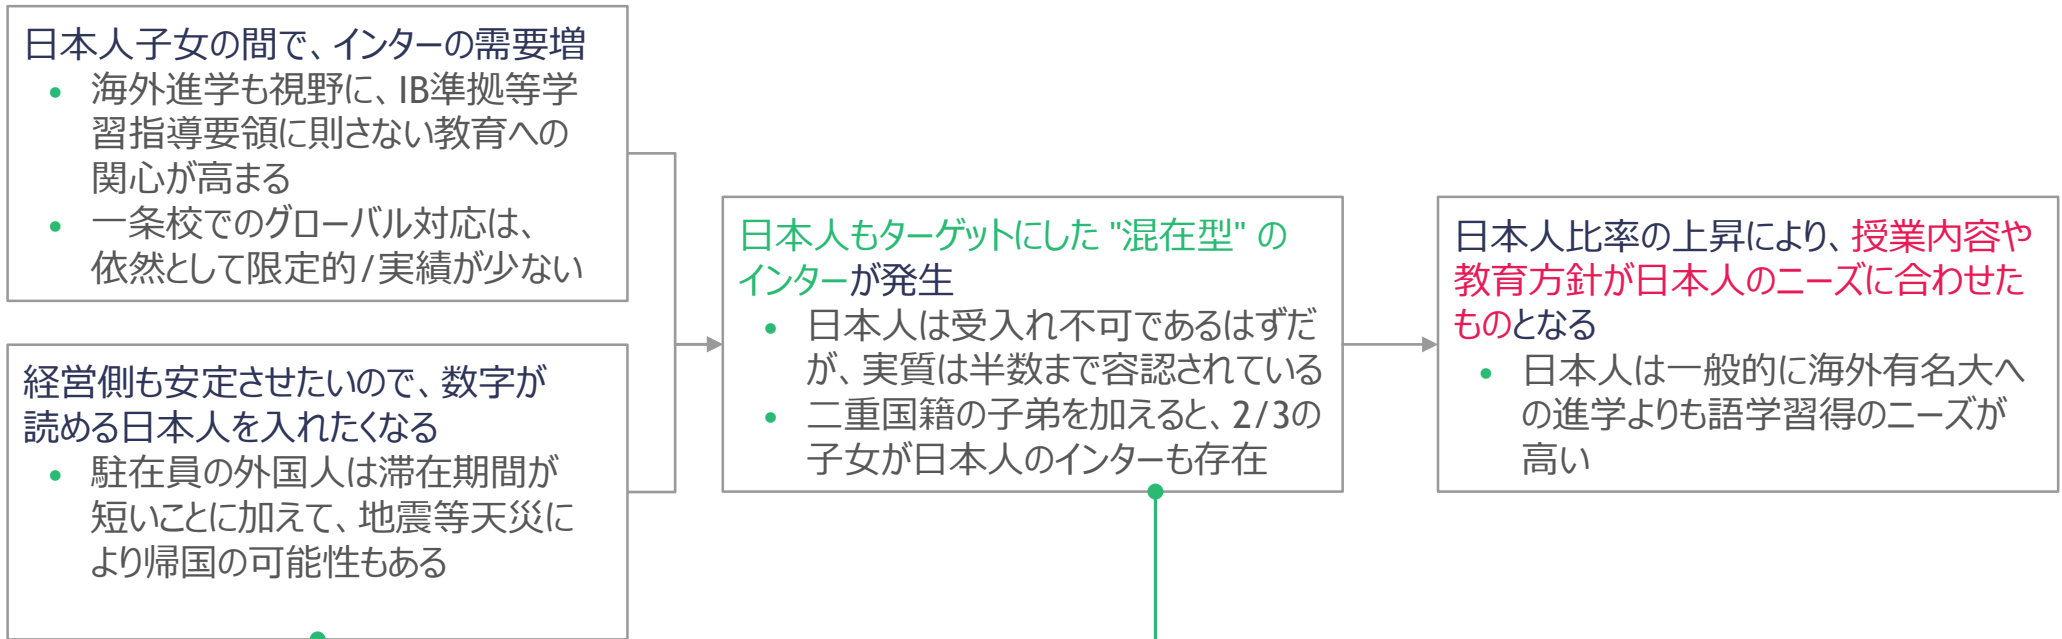 日本人子女の間で、インターの需要増
• 海外進学も視野に、IB準拠等学
習指導要領に則さない教育への
関心が高まる
• 一条校でのグローバル対応は、
依然として限定的/実績が少ない
経営側も安定させたいので、数字が
読める日本人を入れたくなる
• 駐在員の外国人は滞在期間が
短いことに加えて、地震等天災に
より帰国の可能性もある
日本人もターゲットにした "混在型" の
インターが発生
• 日本人は受入れ不可であるはずだ
が、実質は半数まで容認されている
• 二重国籍の子弟を加えると、2/3の
子女が日本人のインターも存在
日本人比率の上昇により、授業内容や
教育方針が日本人のニーズに合わせた
ものとなる
• 日本人は一般的に海外有名大へ
の進学よりも語学習得のニーズが
高い